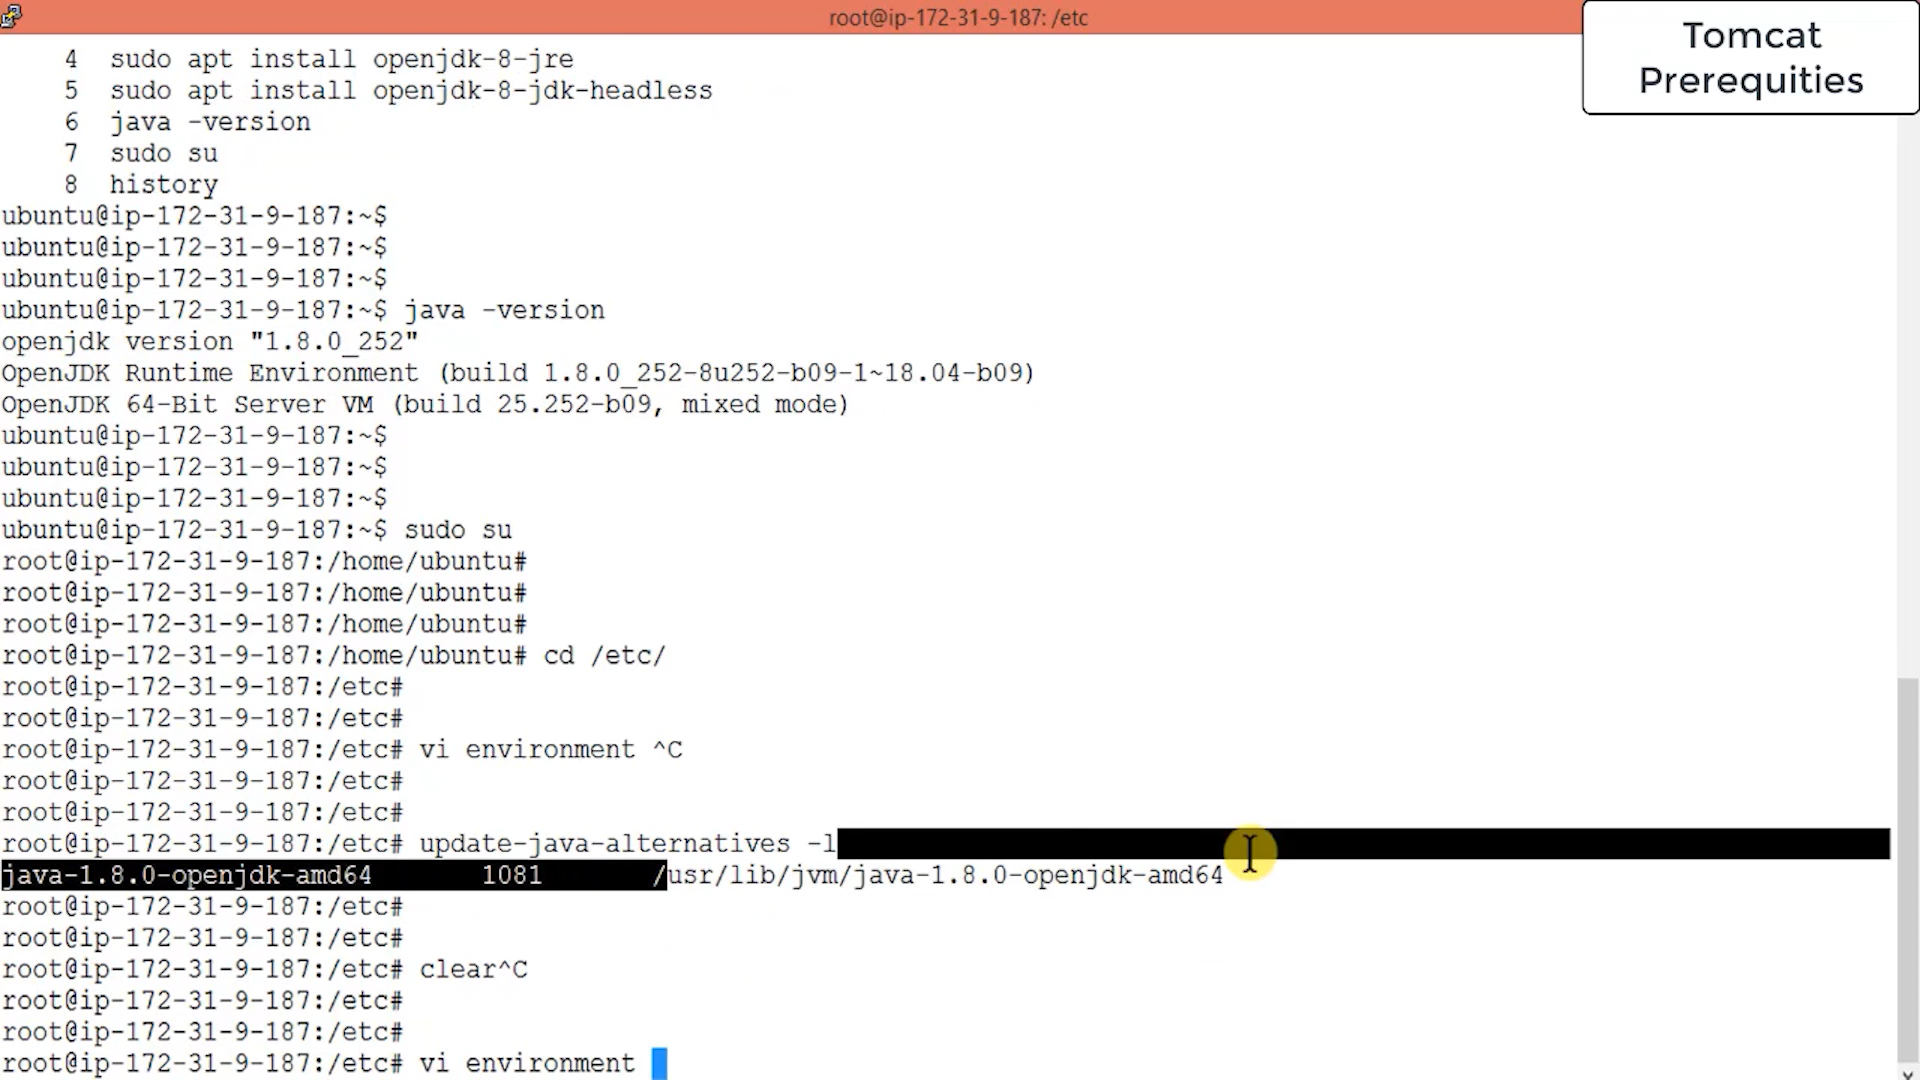 root@ip-172-31-9-187: /etc
Tomcat
Prerequities
4 sudo apt install openjdk-8-jre
5 sudo apt install openjdk-8-jdk-headless
6 java -version
7 sudo su
8 history
ubuntu@ip-172-31-9-187:~$
ubuntu@ip-172-31-9-187:~$
ubuntu@ip-172-31-9-187:~$
ubuntu@ip-172-31-9-187:~$ java -version
openjdk version "1.8.0_252"
OpenJDK Runtime Environment (build 1.8.0_252-8u252-b09-1~18.04-b09)
OpenJDK 64-Bit Server VM (build 25.252-b09, mixed mode)
ubuntu@ip-172-31-9-187:~$
ubuntu@ip-172-31-9-187:~$
ubuntu@ip-172-31-9-187:~$
ubuntu@ip-172-31-9-187:~$ sudo su
root@ip-172-31-9-187:/home/ubuntu#
root@ip-172-31-9-187:/home/ubuntu#
root@ip-172-31-9-187:/home/ubuntu#
root@ip-172-31-9-187:/home/ubuntu# cd /etc/
root@ip-172-31-9-187:/etc#
root@ip-172-31-9-187:/etc#
root@ip-172-31-9-187:/etc# vi environment ^C
root@ip-172-31-9-187:/etc#
root@ip-172-31-9-187:/etc#
root@ip-172-31-9-187:/etc# update-java-alternatives -l
java-1.8.0-openjdk-amd64 1081 /usr/lib/jvm/java-1.8.0-openjdk-amd64
root@ip-172-31-9-187:/etc#
root@ip-172-31-9-187:/etc#
root@ip-172-31-9-187:/etc# clear^C
root@ip-172-31-9-187:/etc#
root@ip-172-31-9-187:/etc#
root@ip-172-31-9-187:/etc# vi environment